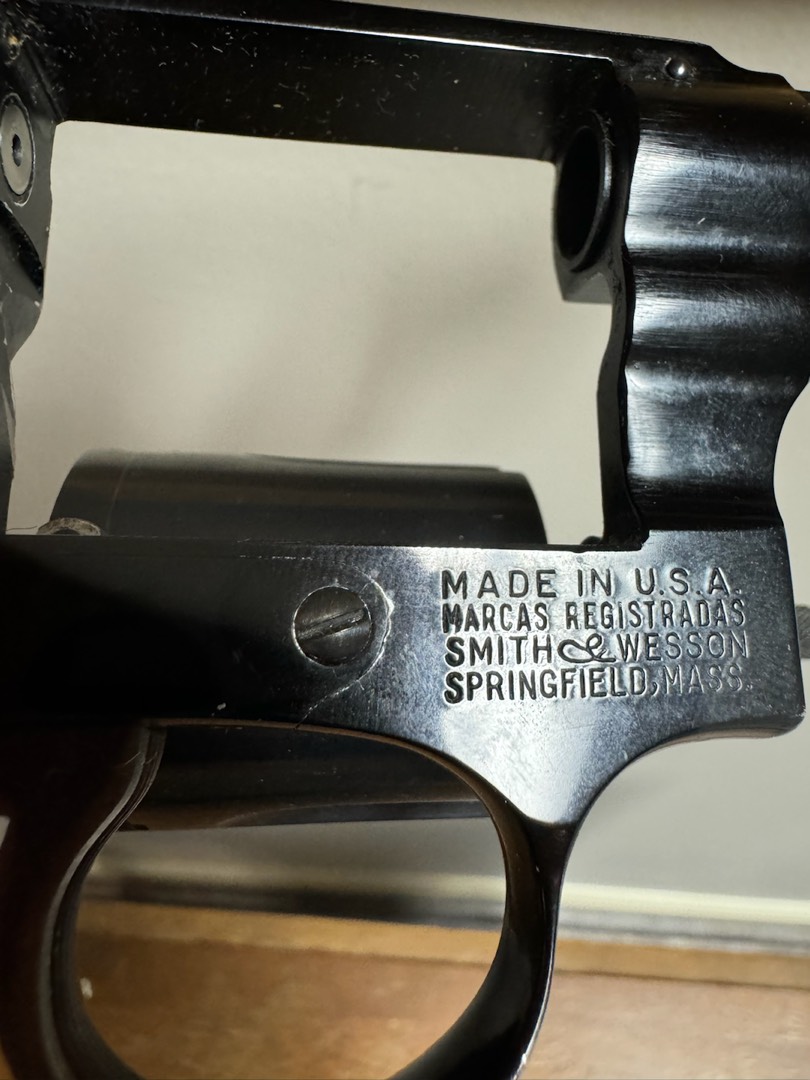 MADE IN U.S.A.
MARCAS REGISTRADAS
SMITH & WESSON
SPRINGFIELD, MASS.